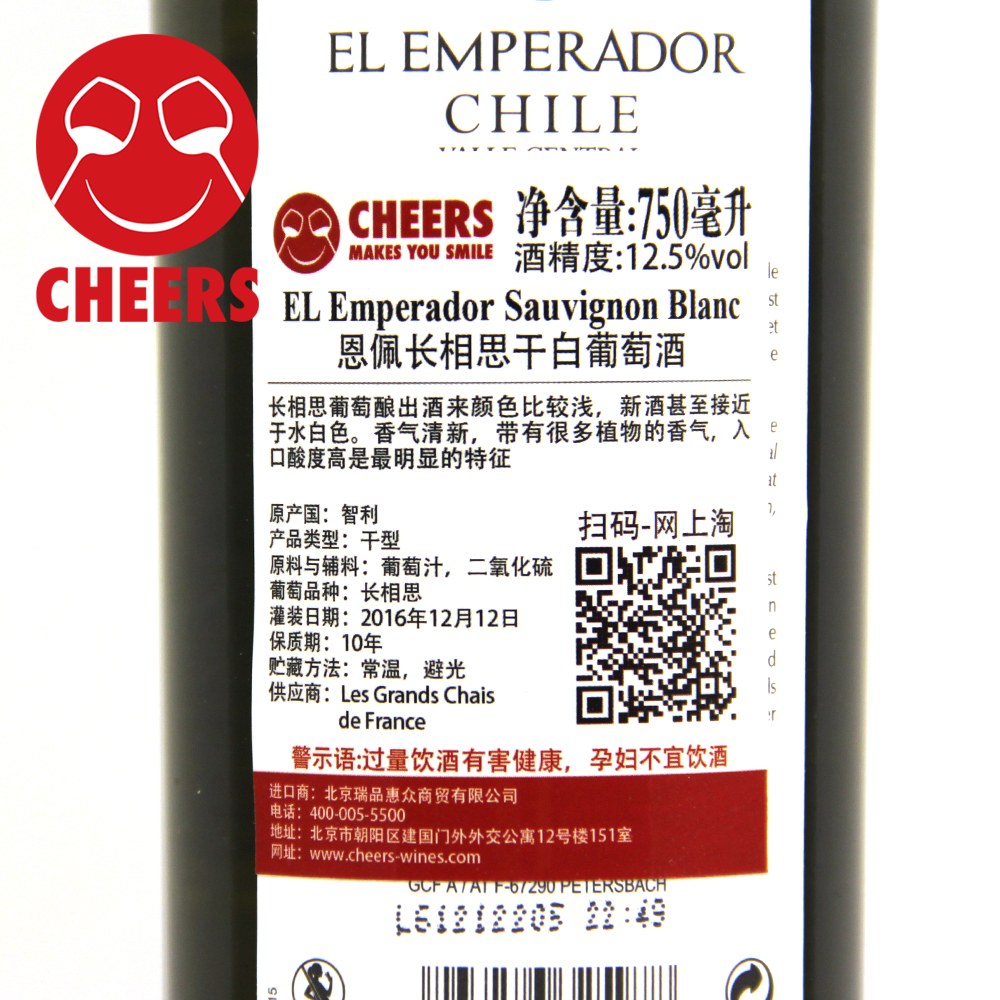 EL EMPERADOR
CHILE
CHEERS
CHEERS
MAKES YOU SMILE
净含量:750毫升
酒精度:12.5%vol
EL Emperador Sauvignon Blanc
恩佩长相思干白葡萄酒
长相思葡萄酿出酒来颜色比较浅，新酒甚至接近
于水白色。香气清新，带有很多植物的香气，入
口酸度高是最明显的特征
原产国：智利
产品类型：干型
原料与辅料：葡萄汁，二氧化硫
葡萄品种：长相思
灌装日期：2016年12月12日
保质期：10年
贮藏方法：常温，避光
供应商：Les Grands Chais
de France
扫码-网上淘
警示语:过量饮酒有害健康，孕妇不宜饮酒
进口商：北京瑞品惠众商贸有限公司
电话：400-005-5500
地址：北京市朝阳区建国门外外交公寓12号楼151室
网址：www.cheers-wines.com
GCF A / AT F-67290 PETERSBACH
L61212205 22:49